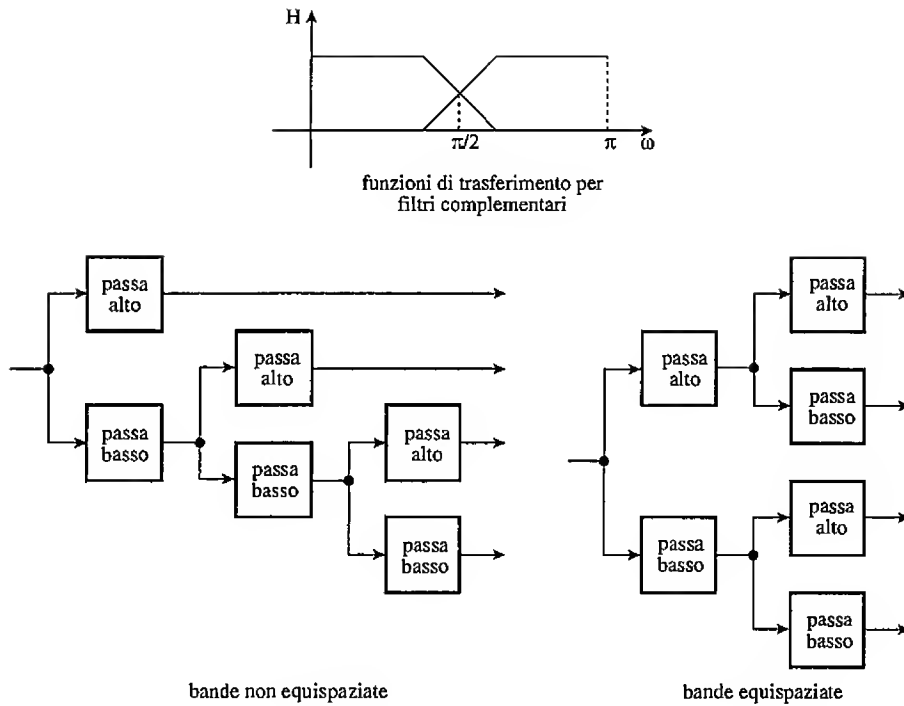 H
π/2
π
ω
funzioni di trasferimento per
filtri complementari
passa
alto
passa
basso
passa
alto
passa
basso
passa
alto
passa
basso
passa
alto
passa
basso
passa
alto
passa
basso
passa
alto
passa
basso
bande non equispaziate
bande equispaziate